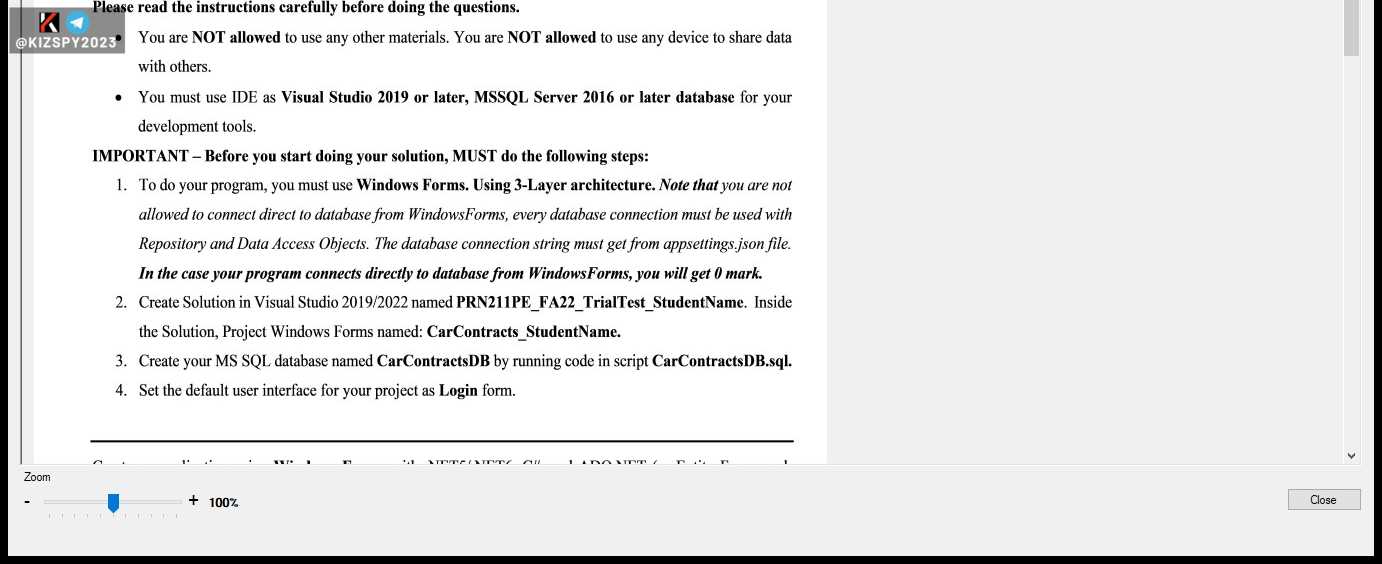 Please read the instructions carefully before doing the questions.
@KIZSPY2023
• You are NOT allowed to use any other materials. You are NOT allowed to use any device to share data
with others.
• You must use IDE as Visual Studio 2019 or later, MSSQL Server 2016 or later database for your
development tools.
IMPORTANT – Before you start doing your solution, MUST do the following steps:
1. To do your program, you must use Windows Forms. Using 3-Layer architecture. Note that you are not
allowed to connect direct to database from WindowsForms, every database connection must be used with
Repository and Data Access Objects. The database connection string must get from appsettings.json file.
In the case your program connects directly to database from WindowsForms, you will get 0 mark.
2. Create Solution in Visual Studio 2019/2022 named PRN211PE_FA22_TrialTest_StudentName. Inside
the Solution, Project Windows Forms named: CarContracts_StudentName.
3. Create your MS SQL database named CarContractsDB by running code in script CarContractsDB.sql.
4. Set the default user interface for your project as Login form.
Zoom
- + 100%
Close